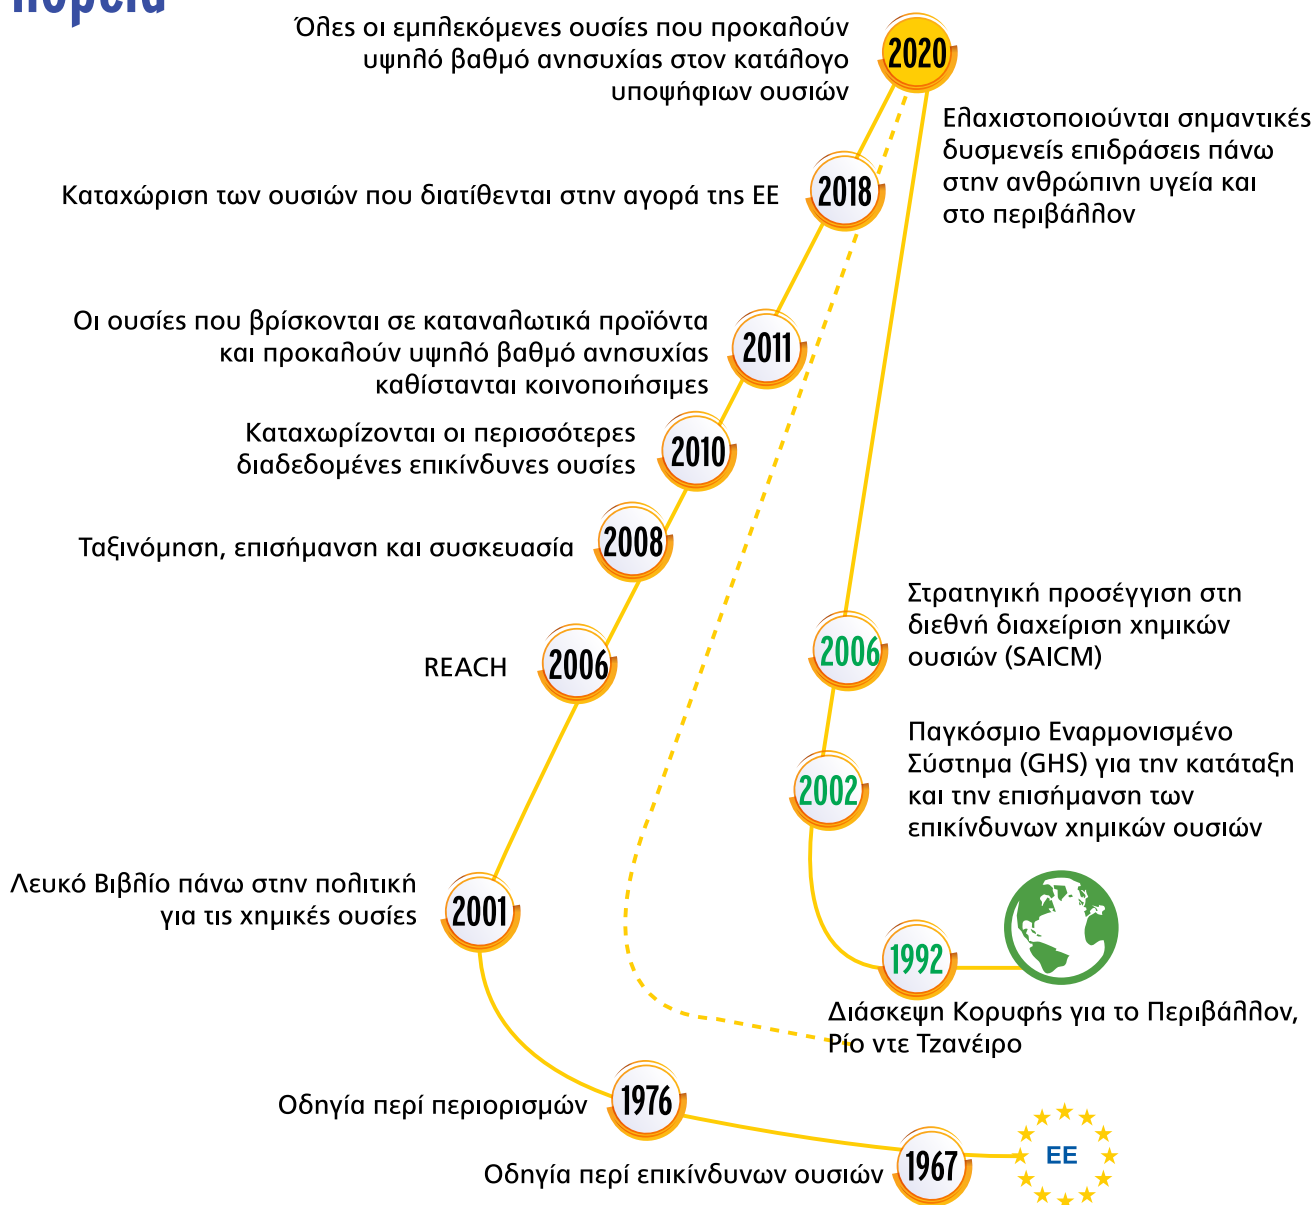 πορεία
Όλες οι εμπλεκόμενες ουσίες που προκαλούν
υψηλό βαθμό ανησυχίας στον κατάλογο
υποψήφιων ουσιών
2020
Ελαχιστοποιούνται σημαντικές
δυσμενείς επιδράσεις πάνω
στην ανθρώπινη υγεία και
στο περιβάλλον
Καταχώριση των ουσιών που διατίθενται στην αγορά της ΕΕ
2018
Οι ουσίες που βρίσκονται σε καταναλωτικά προϊόντα
και προκαλούν υψηλό βαθμό ανησυχίας
καθίστανται κοινοποιήσιμες
2011
Καταχωρίζονται οι περισσότερες
διαδεδομένες επικίνδυνες ουσίες
2010
Ταξινόμηση, επισήμανση και συσκευασία
2008
REACH
2006
Στρατηγική προσέγγιση στη
διεθνή διαχείριση χημικών
ουσιών (SAICM)
2006
Παγκόσμιο Εναρμονισμένο
Σύστημα (GHS) για την κατάταξη
και την επισήμανση των
επικίνδυνων χημικών ουσιών
2002
Λευκό Βιβλίο πάνω στην πολιτική
για τις χημικές ουσίες
2001
1992
Διάσκεψη Κορυφής για το Περιβάλλον,
Ρίο ντε Τζανέιρο
Οδηγία περί περιορισμών
1976
Οδηγία περί επικίνδυνων ουσιών
1967
ΕΕ